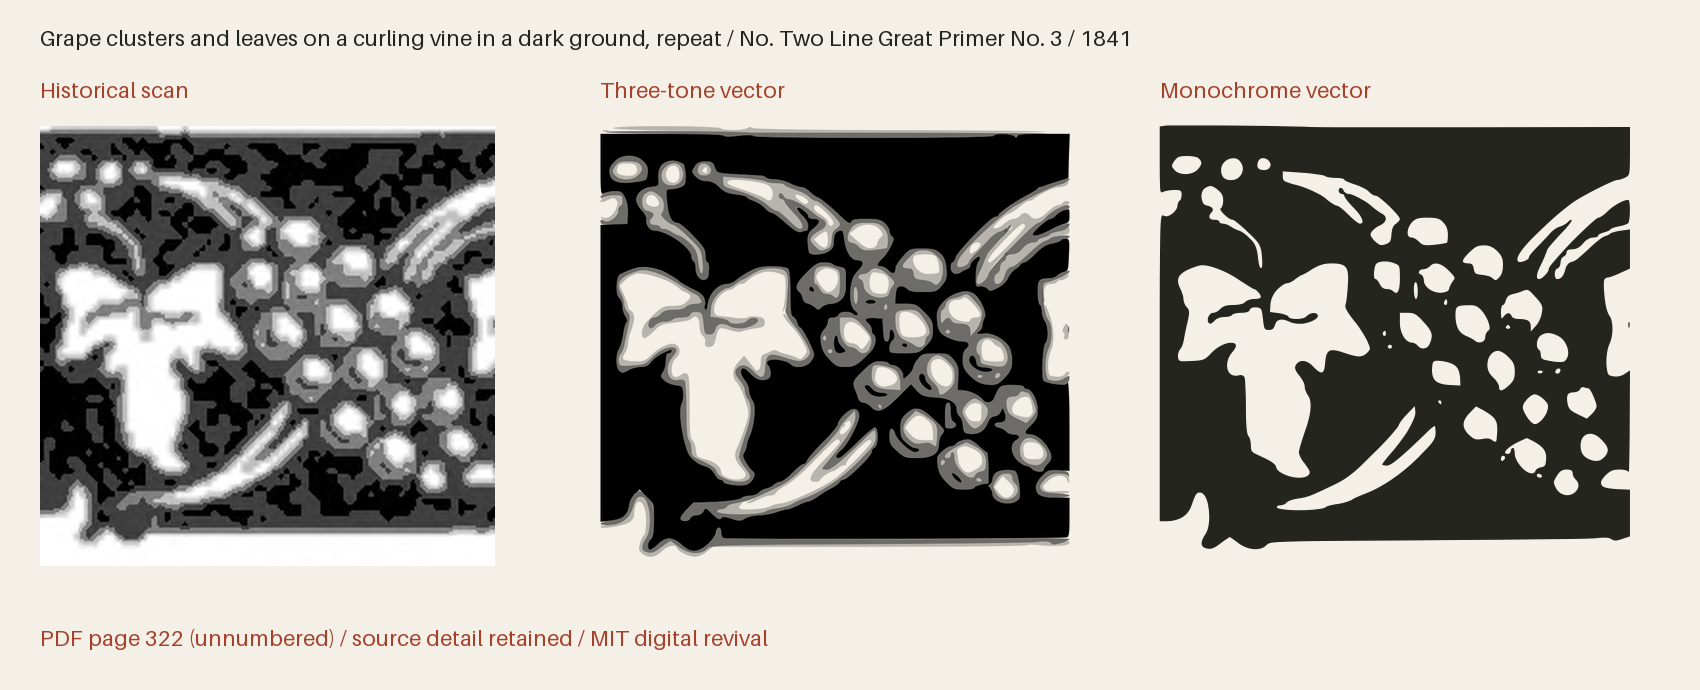 Grape clusters and leaves on a curling vine in a dark ground, repeat / No. Two Line Great Primer No. 3 / 1841
Historical scan
Three-tone vector
Monochrome vector
PDF page 322 (unnumbered) / source detail retained / MIT digital revival